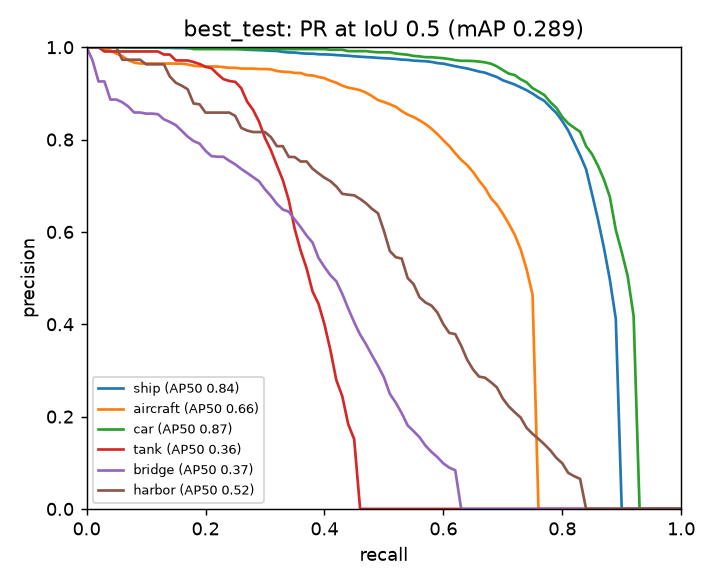 best_test: PR at IoU 0.5 (mAP 0.289)
precision
1.0
0.8
0.6
0.4
0.2
0.0
ship (AP50 0.84)
aircraft (AP50 0.66)
car (AP50 0.87)
tank (AP50 0.36)
bridge (AP50 0.37)
harbor (AP50 0.52)
0.0 0.2 0.4 0.6 0.8 1.0
recall